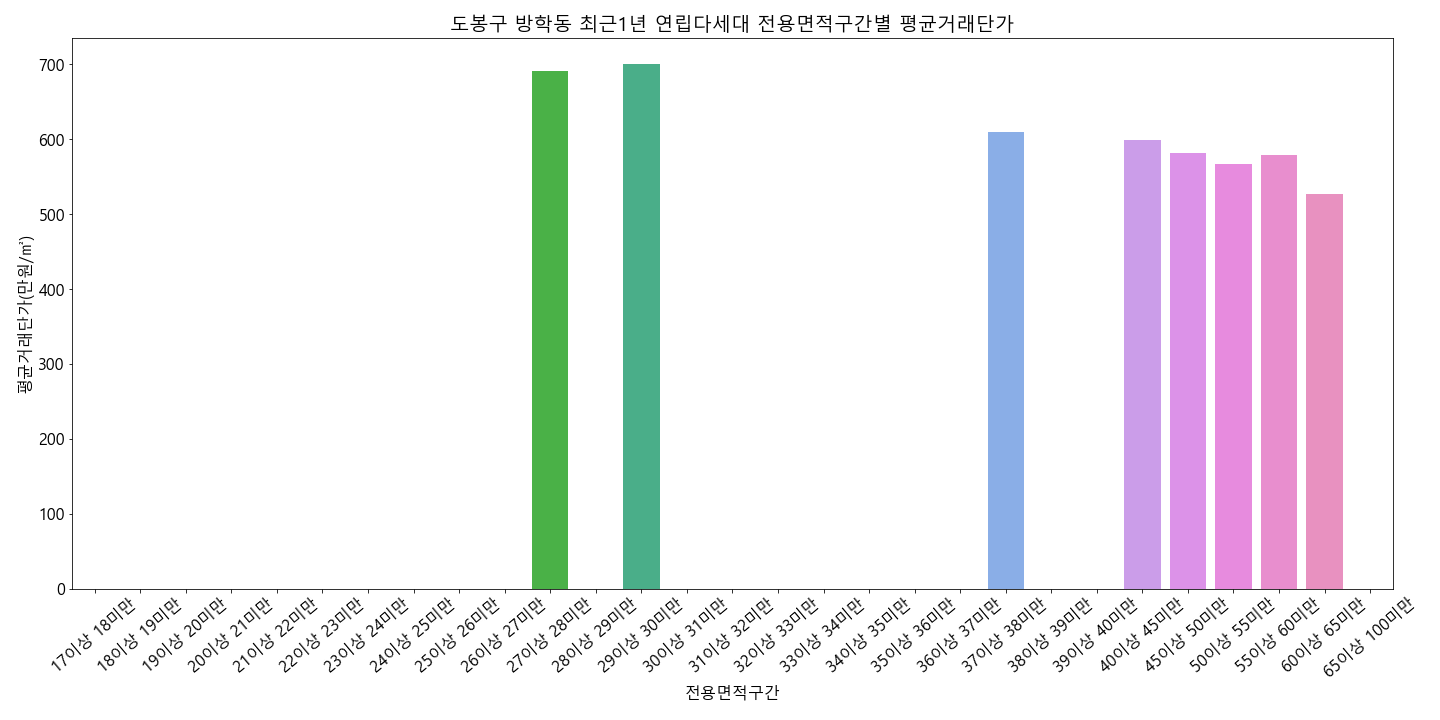 도봉구 방학동 최근1년 연립다세대 전용면적구간별 평균거래단가
평균거래단가(만원/㎡)
700
600
500
400
300
200
100
0
17이상 18미만
18이상 19미만
19이상 20미만
20이상 21미만
21이상 22미만
22이상 23미만
23이상 24미만
24이상 25미만
25이상 26미만
26이상 27미만
27이상 28미만
28이상 29미만
29이상 30미만
30이상 31미만
31이상 32미만
32이상 33미만
33이상 34미만
34이상 35미만
35이상 36미만
36이상 37미만
37이상 38미만
38이상 39미만
39이상 40미만
40이상 45미만
45이상 50미만
50이상 55미만
55이상 60미만
60이상 65미만
65이상 100미만
전용면적구간